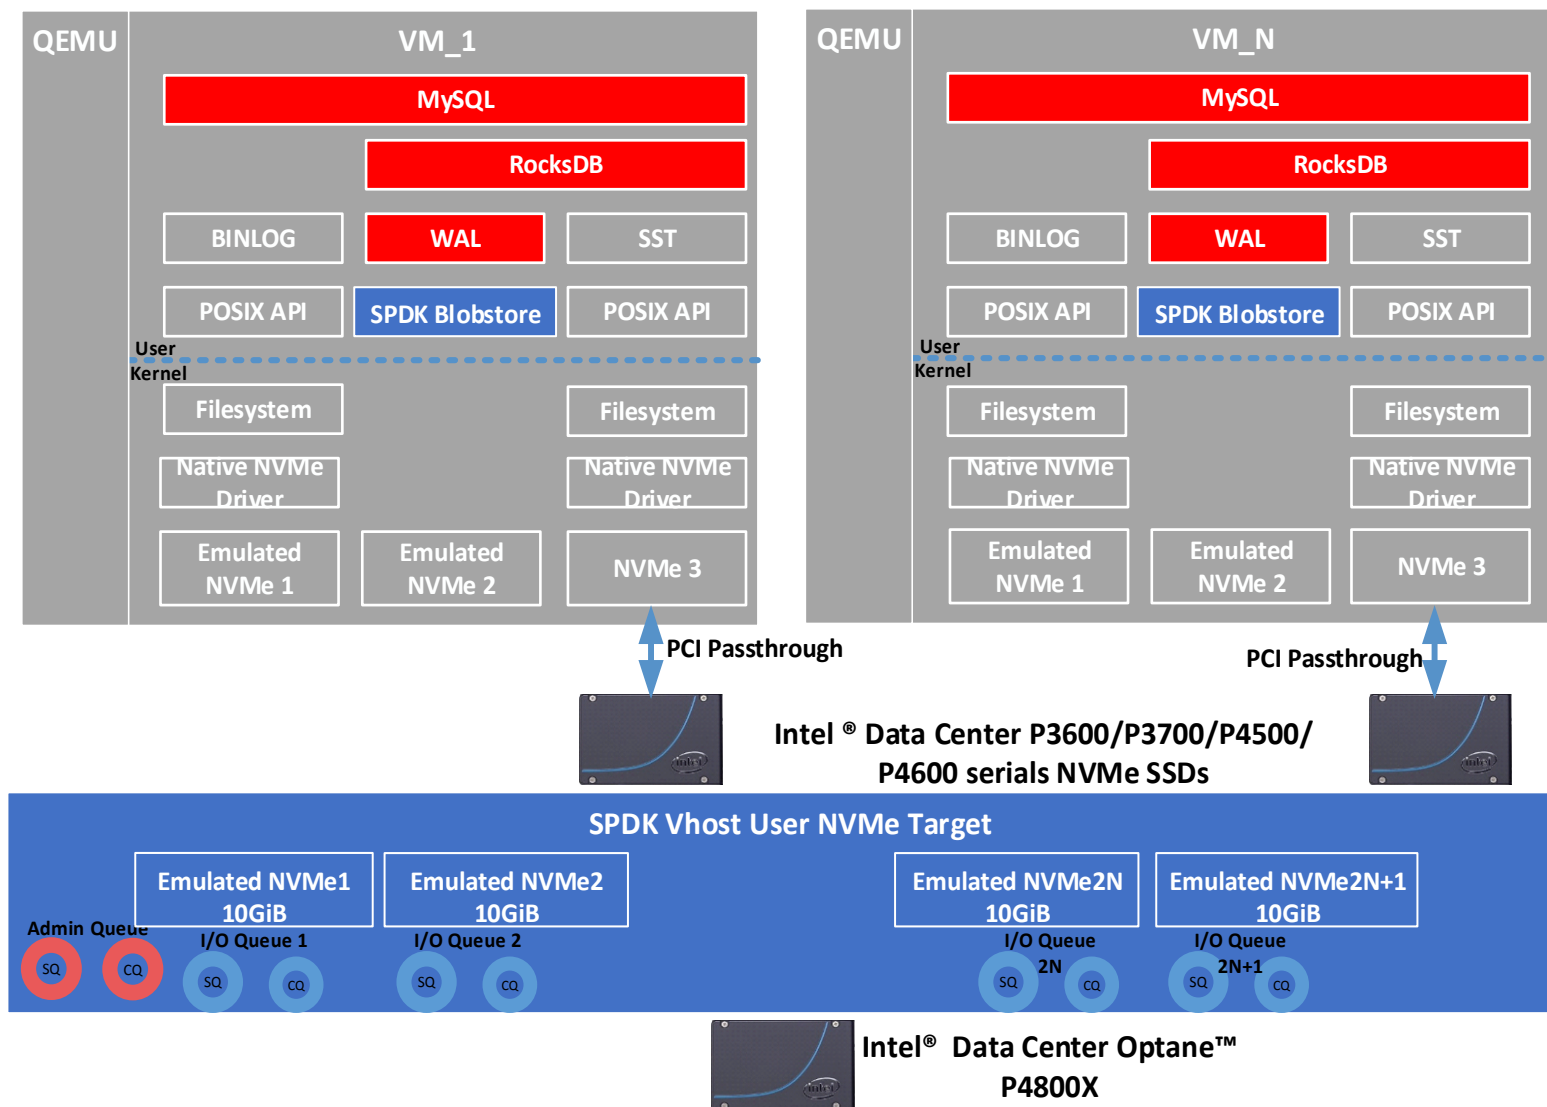 QEMU
VM_1
MySQL
RocksDB
BINLOG
WAL
SST
POSIX API
SPDK Blobstore
POSIX API
User
Kernel
Filesystem
Filesystem
Native NVMe
Driver
Native NVMe
Driver
Emulated
NVMe 1
Emulated
NVMe 2
NVMe 3
PCI Passthrough
QEMU
VM_N
MySQL
RocksDB
BINLOG
WAL
SST
POSIX API
SPDK Blobstore
POSIX API
User
Kernel
Filesystem
Filesystem
Native NVMe
Driver
Native NVMe
Driver
Emulated
NVMe 1
Emulated
NVMe 2
NVMe 3
PCI Passthrough
intel
Intel ® Data Center P3600/P3700/P4500/
P4600 serials NVMe SSDs
intel
SPDK Vhost User NVMe Target
Emulated NVMe1
10GiB
Emulated NVMe2
10GiB
Emulated NVMe2N
10GiB
Emulated NVMe2N+1
10GiB
Admin Queue
SQ
CQ
I/O Queue 1
SQ
CQ
I/O Queue 2
SQ
CQ
I/O Queue
2N
SQ
CQ
I/O Queue
2N+1
SQ
CQ
intel
Intel® Data Center Optane™
P4800X